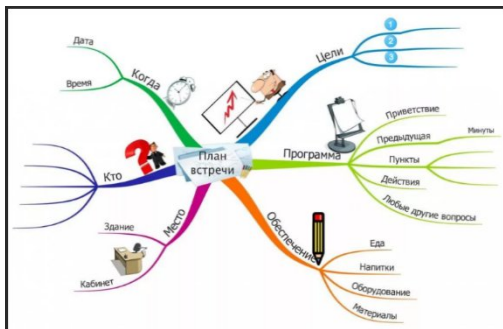 План
встречи
Цели
1
2
3
Программа
Приветствие
Предыдущая
Минуты
Пункты
Действия
Любые другие вопросы
Обеспечение
Еда
Напитки
Оборудование
Материалы
Место
Здание
Кабинет
Кто
Когда
Дата
Время